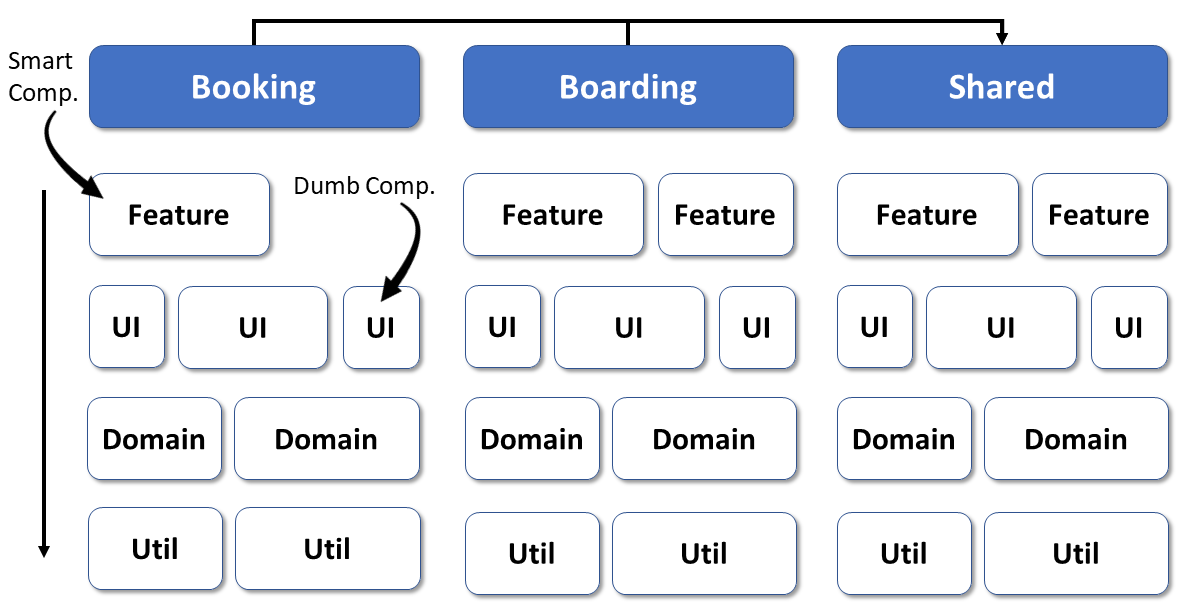 Smart
Comp.
Booking
Boarding
Shared
Dumb Comp.
Feature
Feature
Feature
Feature
Feature
UI
UI
UI
UI
UI
UI
UI
UI
UI
Domain
Domain
Domain
Domain
Domain
Domain
Util
Util
Util
Util
Util
Util